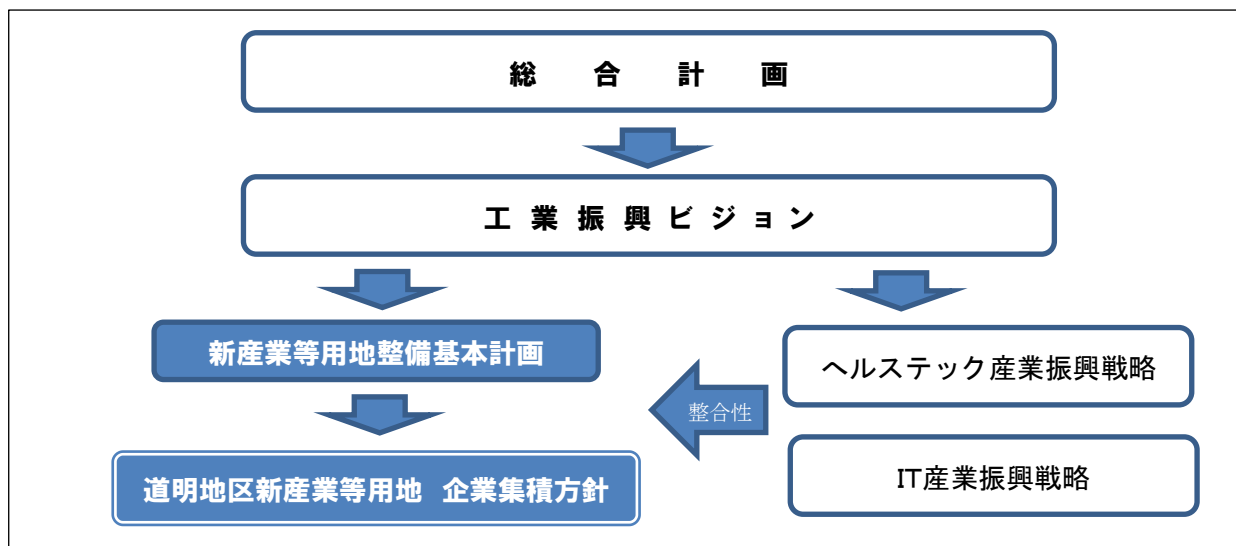 総合計画
工業振興ビジョン
新産業等用地整備基本計画
ヘルステック産業振興戦略
整合性
道明地区新産業等用地 企業集積方針
IT産業振興戦略